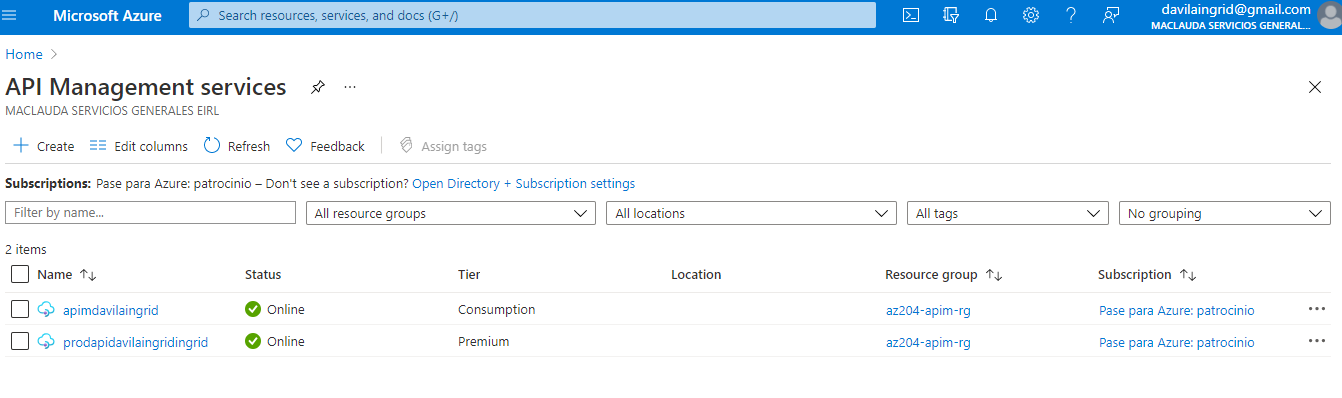 Microsoft Azure
Search resources, services, and docs (G+/)
davilaingrid@gmail.com
MACLAUDA SERVICIOS GENERAL...
Home
API Management services
...
MACLAUDA SERVICIOS GENERALES EIRL
Create Edit columns Refresh Feedback Assign tags
Subscriptions: Pase para Azure: patrocinio – Don't see a subscription? Open Directory + Subscription settings
Filter by name... All resource groups All locations All tags No grouping
2 items
Name Status Tier Location Resource group Subscription
apimdavilaingrid Online Consumption az204-apim-rg Pase para Azure: patrocinio ...
prodapidavilaingridingrid Online Premium az204-apim-rg Pase para Azure: patrocinio ...